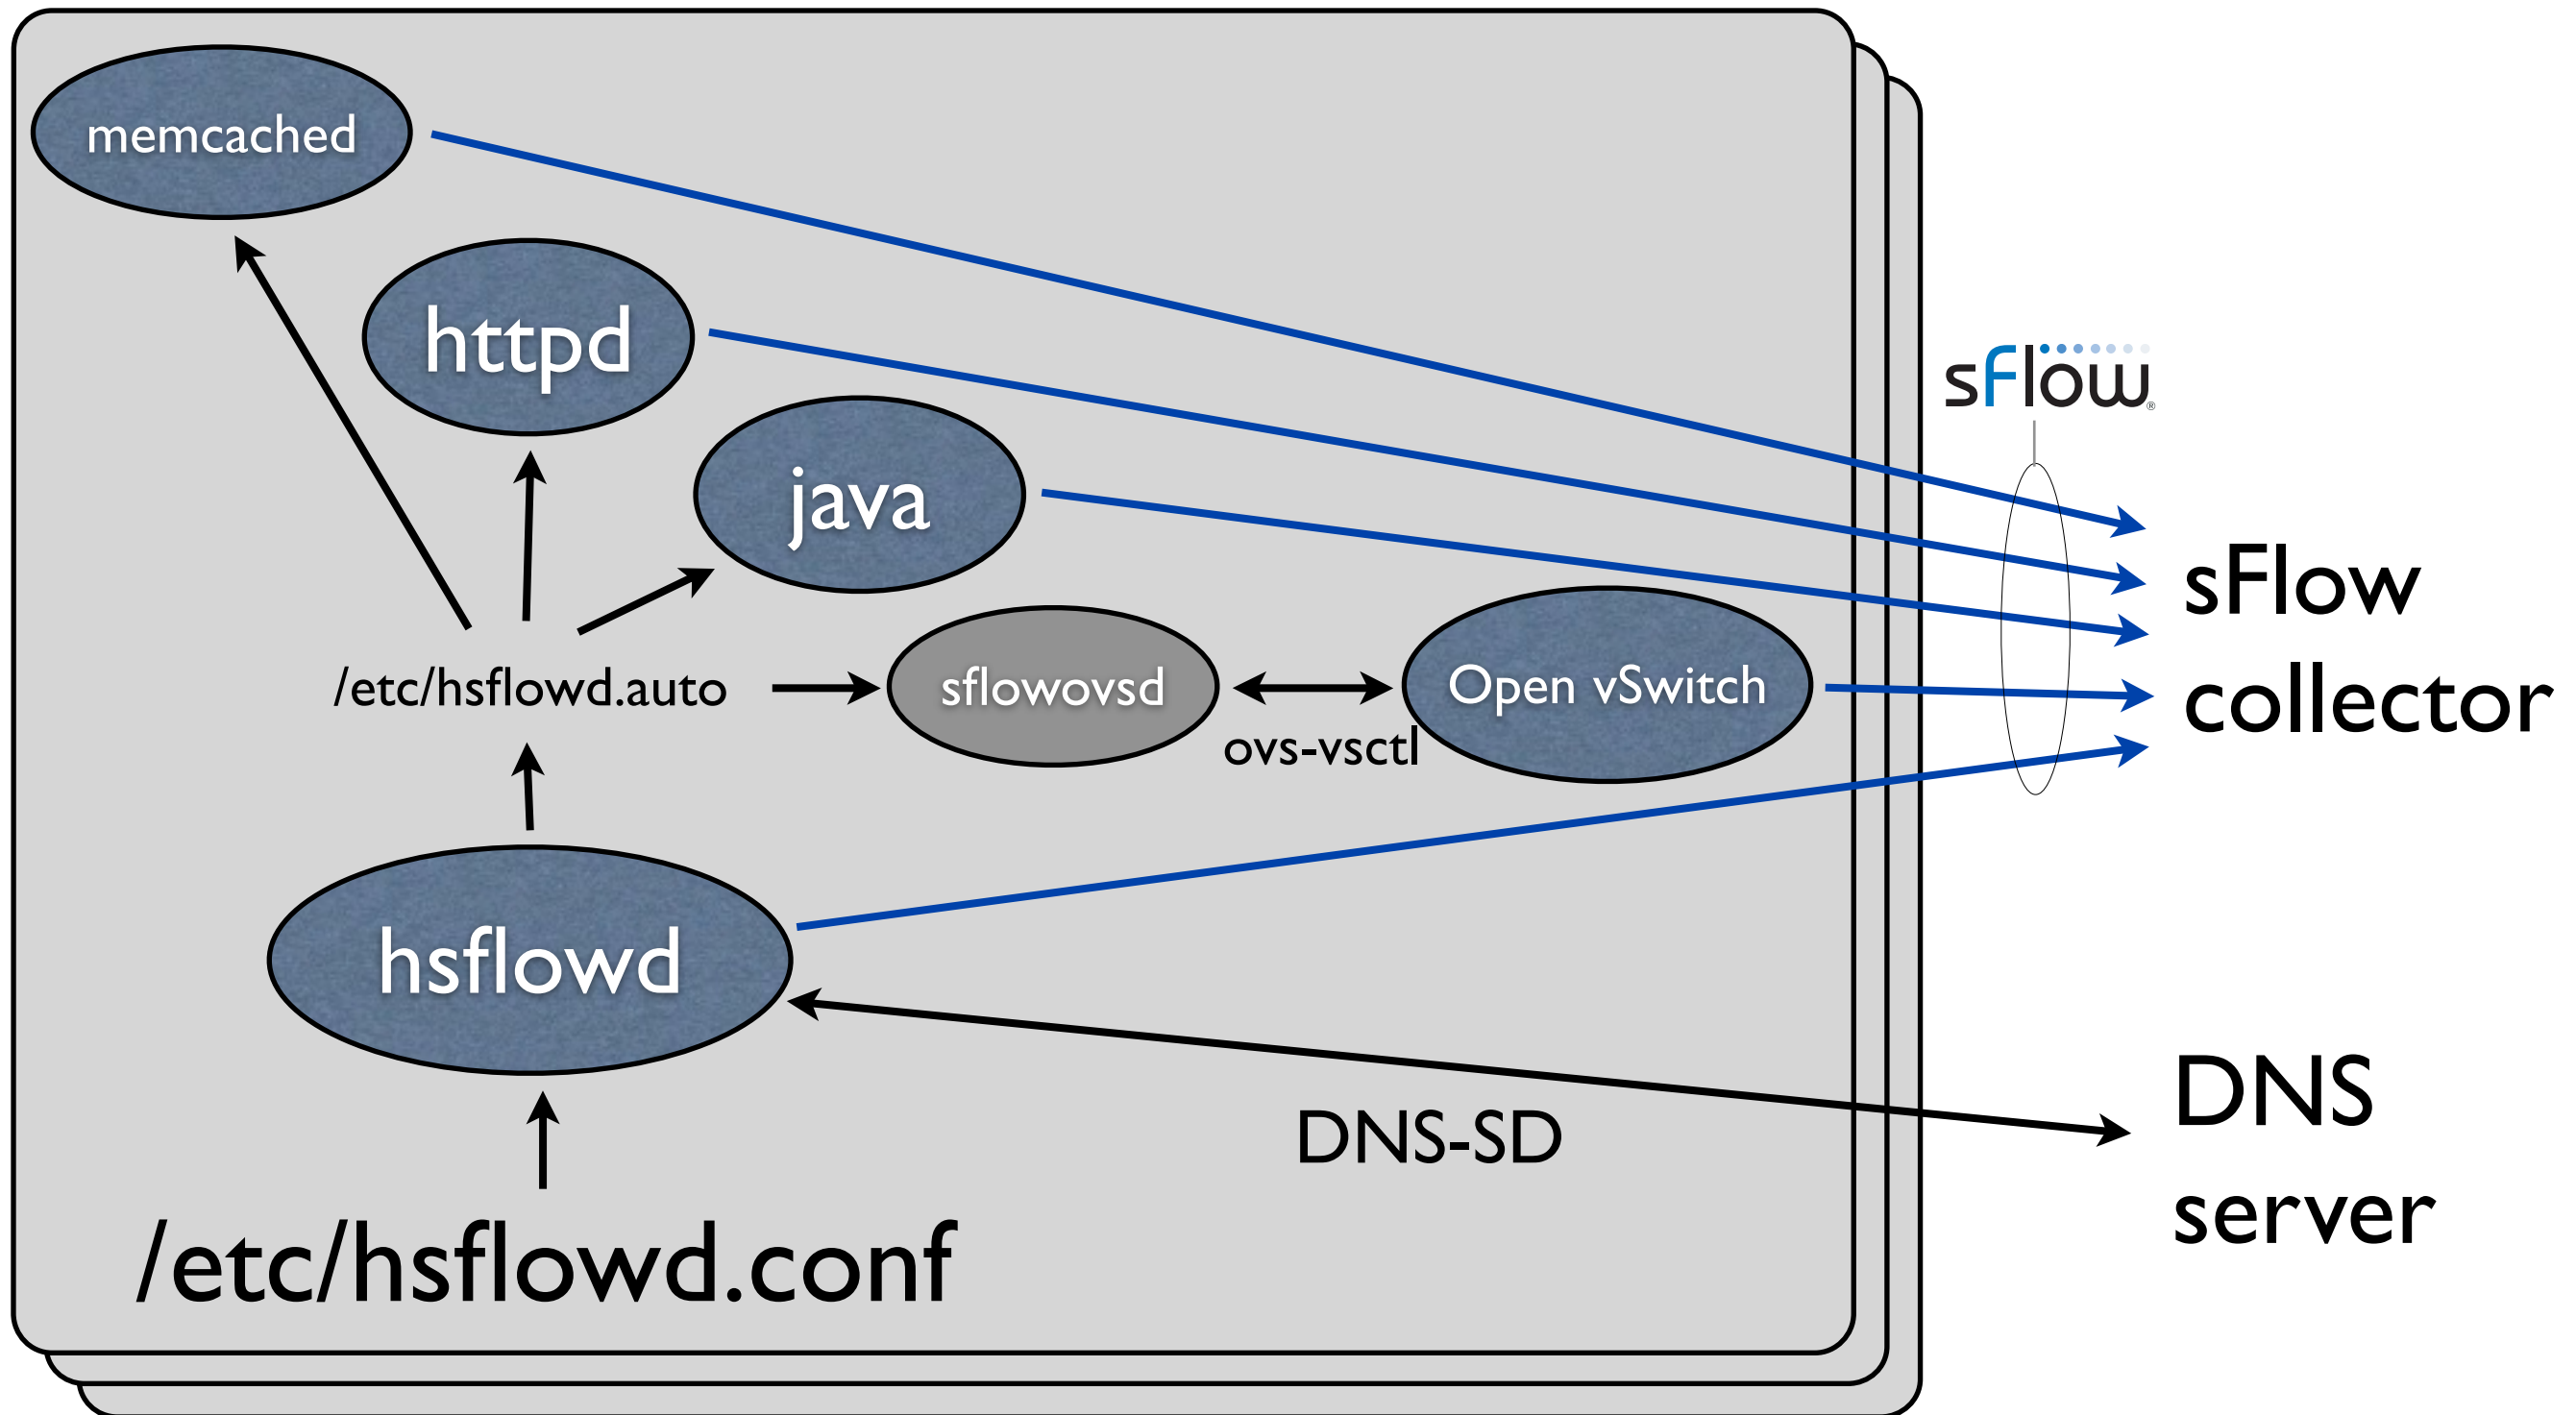 memcached
httpd
sFlow®
java
sFlow
collector
/etc/hsflowd.auto
sflowovsd
ovs-vsctl
Open vSwitch
hsflowd
DNS-SD
DNS
server
/etc/hsflowd.conf